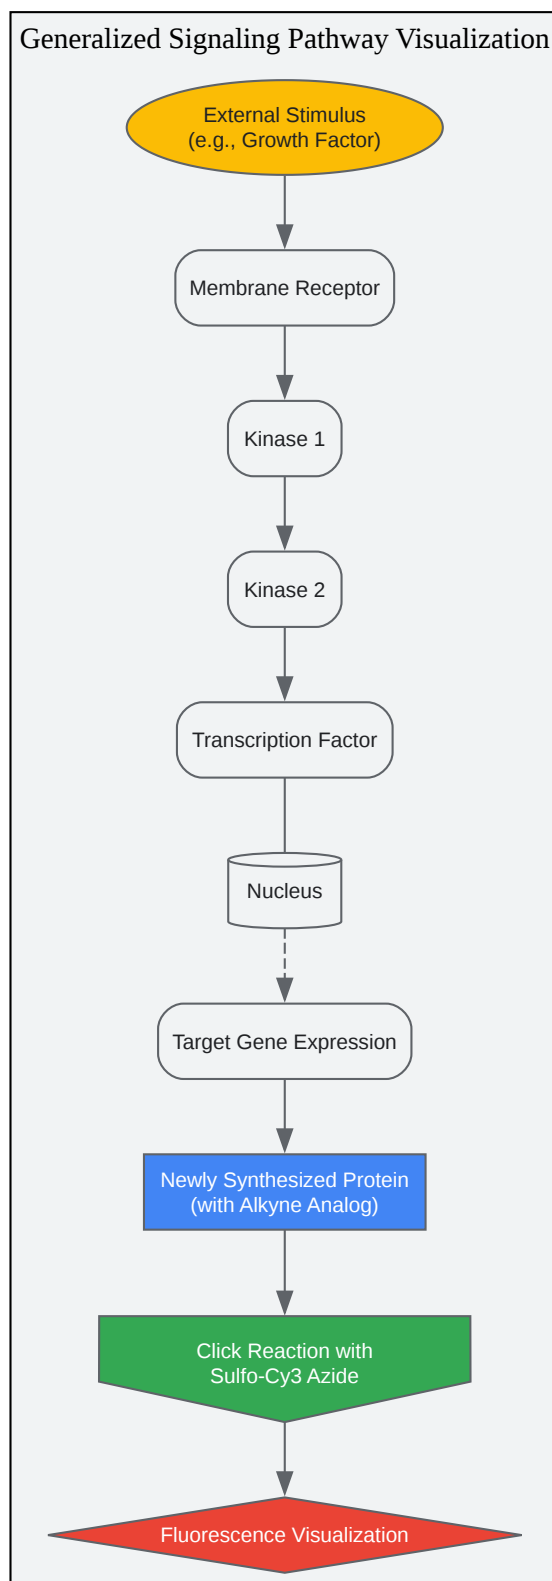 Generalized Signaling Pathway Visualization
External Stimulus
(e.g., Growth Factor)
Membrane Receptor
Kinase 1
Kinase 2
Transcription Factor
Nucleus
Target Gene Expression
Newly Synthesized Protein
(with Alkyne Analog)
Click Reaction with
Sulfo-Cy3 Azide
Fluorescence Visualization